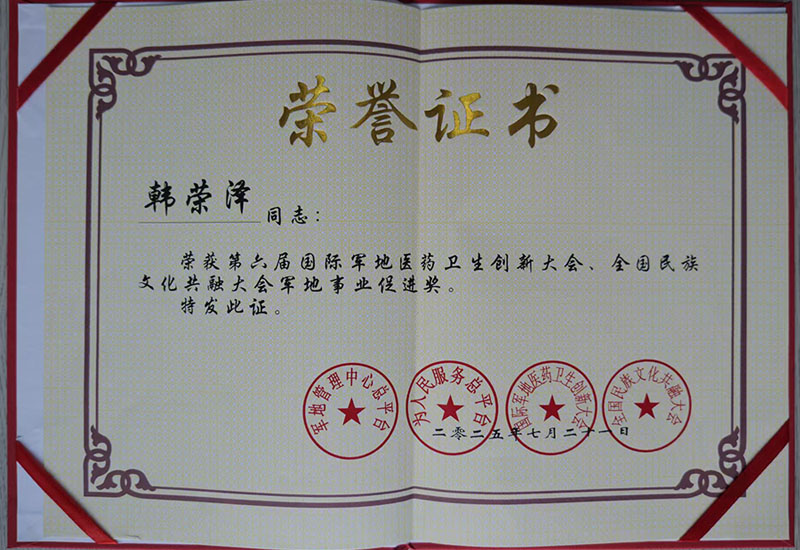 荣誉证书
韩荣泽 同志：
荣获第六届国际军地医药卫生创新大会、全国民族
文化共融大会军地事业促进奖。
特发此证。
军地管理中心总平台
为人民服务总平台
国际军地医药卫生创新大会
全国民族文化共融大会
二零二五年七月二十一日